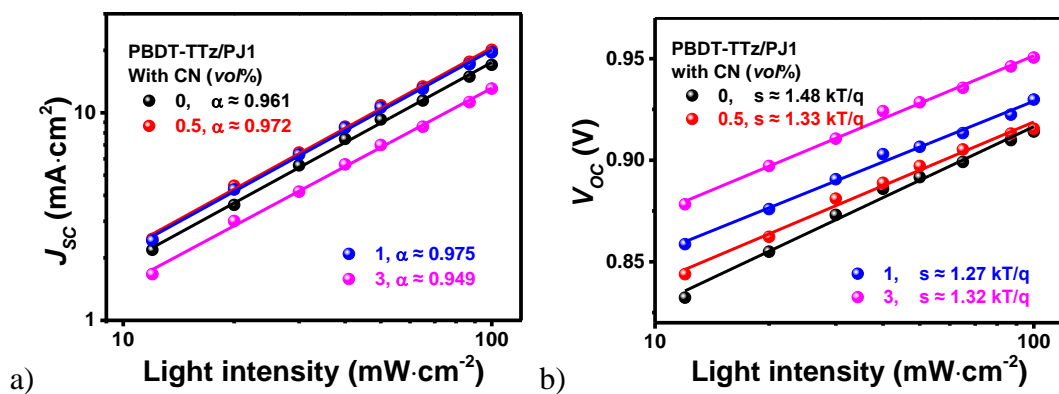 PBDT-TTz/PJ1
With CN (vol%)
0, α ≈ 0.961
0.5, α ≈ 0.972
1, α ≈ 0.975
3, α ≈ 0.949
10
1
10
100
J_SC (mA·cm²)
Light intensity (mW·cm⁻²)
a)
PBDT-TTz/PJ1
with CN (vol%)
0, s ≈ 1.48 kT/q
0.5, s ≈ 1.33 kT/q
1, s ≈ 1.27 kT/q
3, s ≈ 1.32 kT/q
0.95
0.90
0.85
10
100
V_OC (V)
Light intensity (mW·cm⁻²)
b)